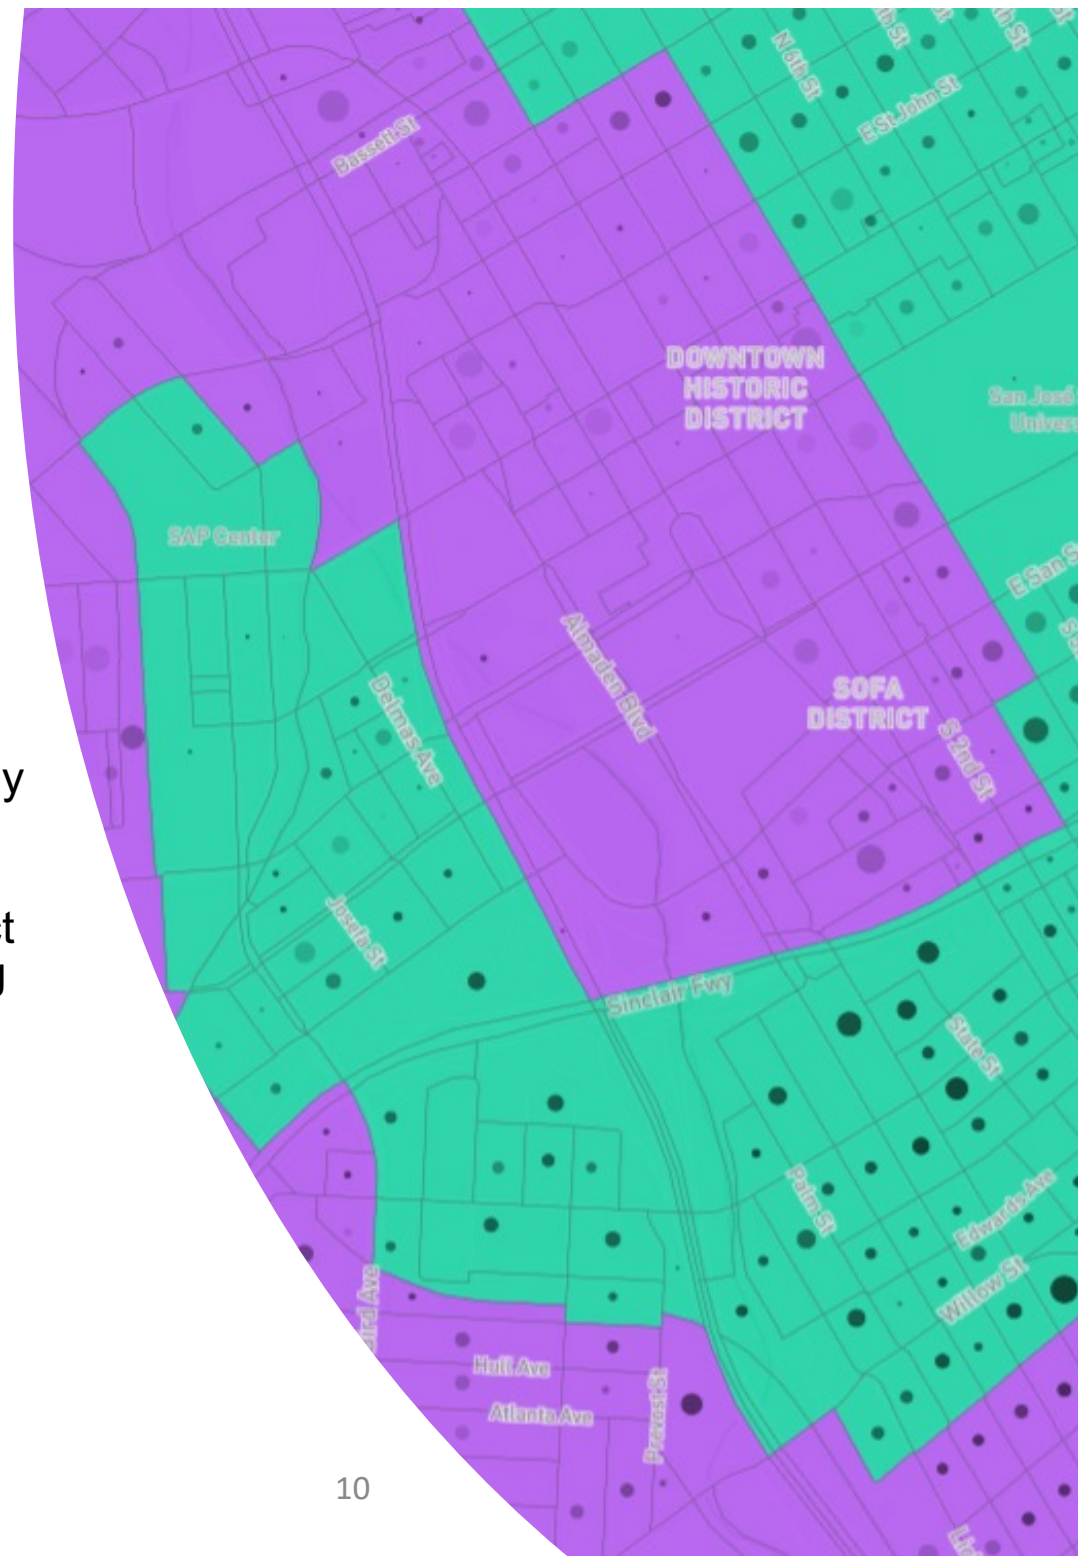 N 6th St
E St John St
Bassett St
DOWNTOWN
HISTORIC
DISTRICT
San José
SAP Center
Almaden Blvd
Delmas Ave
SOFA
DISTRICT
S 2nd St
y
g
Josefa St
Sinclair Fwy
State St
Palm St
Edwards Ave
Willow St
Hull Ave
Atlanta Ave
Prevost St
10